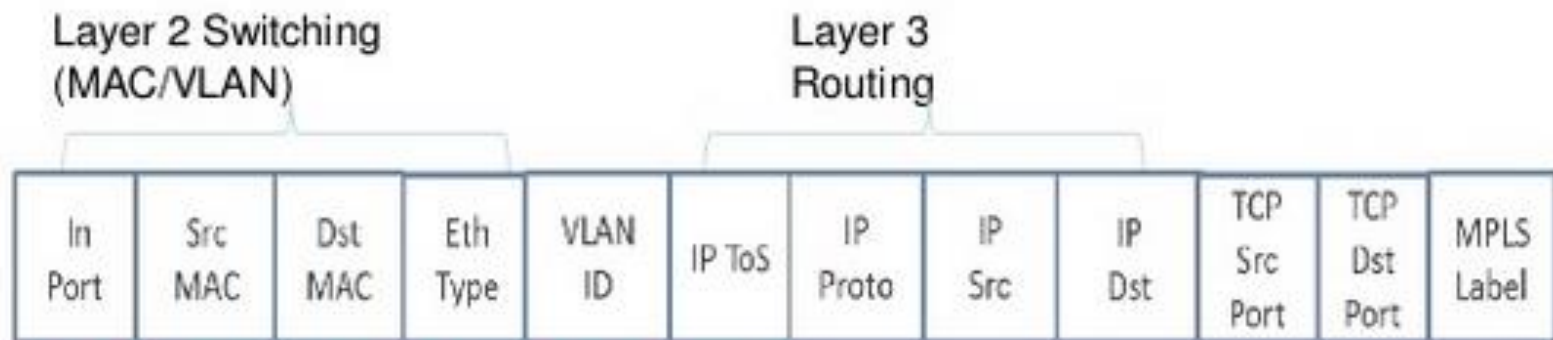 Layer 2 Switching
(MAC/VLAN)
Layer 3
Routing
In
Port
Src
MAC
Dst
MAC
Eth
Type
VLAN
ID
IP ToS
IP
Proto
IP
Src
IP
Dst
TCP
Src
Port
TCP
Dst
Port
MPLS
Label